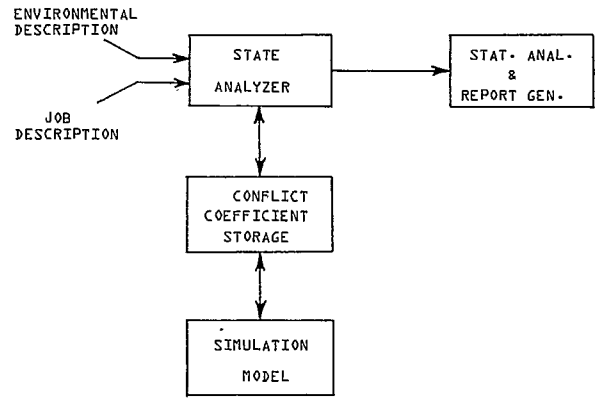 ENVIRONMENTAL
DESCRIPTION
STATE
ANALYZER
STAT. ANAL.
&
REPORT GEN.
JOB
DESCRIPTION
CONFLICT
COEFFICIENT
STORAGE
SIMULATION
MODEL